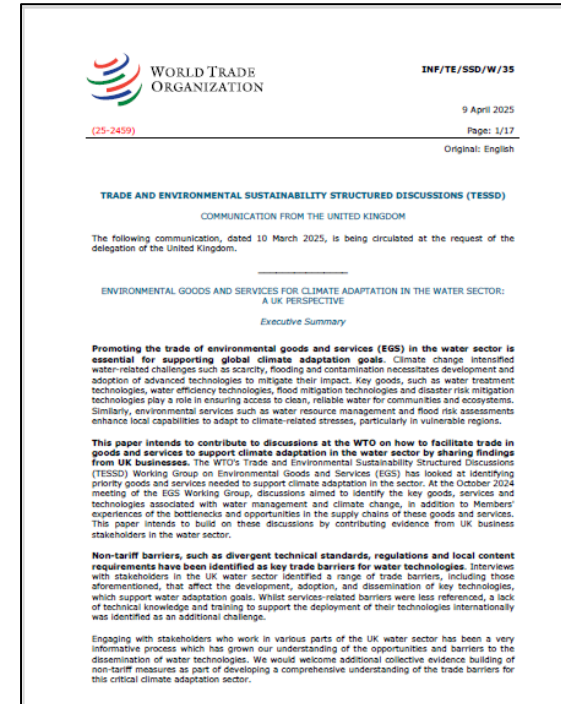 WORLD TRADE
ORGANIZATION
INF/TE/SSD/W/35
9 April 2025
(25-2459)
Page: 1/17
Original: English
TRADE AND ENVIRONMENTAL SUSTAINABILITY STRUCTURED DISCUSSIONS (TESSD)
COMMUNICATION FROM THE UNITED KINGDOM
The following communication, dated 10 March 2025, is being circulated at the request of the
delegation of the United Kingdom.
ENVIRONMENTAL GOODS AND SERVICES FOR CLIMATE ADAPTATION IN THE WATER SECTOR:
A UK PERSPECTIVE
Executive Summary
Promoting the trade of environmental goods and services (EGS) in the water sector is
essential for supporting global climate adaptation goals. Climate change intensified
water-related challenges such as scarcity, flooding and contamination necessitates development and
adoption of advanced technologies to mitigate their impact. Key goods, such as water treatment
technologies, water efficiency technologies, flood mitigation technologies and disaster risk mitigation
technologies play a role in ensuring access to clean, reliable water for communities and ecosystems.
Similarly, environmental services such as water resource management and flood risk assessments
enhance local capabilities to adapt to climate-related stresses, particularly in vulnerable regions.
This paper intends to contribute to discussions at the WTO on how to facilitate trade in
goods and services to support climate adaptation in the water sector by sharing findings
from UK businesses. The WTO's Trade and Environmental Sustainability Structured Discussions
(TESSD) Working Group on Environmental Goods and Services (EGS) has looked at identifying
priority goods and services needed to support climate adaptation in the sector. At the October 2024
meeting of the EGS Working Group, discussions aimed to identify the key goods, services and
technologies associated with water management and climate change, in addition to Members'
experiences of the bottlenecks and opportunities in the supply chains of these goods and services.
This paper intends to build on these discussions by contributing evidence from UK business
stakeholders in the water sector.
Non-tariff barriers, such as divergent technical standards, regulations and local content
requirements have been identified as key trade barriers for water technologies. Interviews
with stakeholders in the UK water sector identified a range of trade barriers, including those
aforementioned, that affect the development, adoption, and dissemination of key technologies,
which support water adaptation goals. Whilst services-related barriers were less referenced, a lack
of technical knowledge and training to support the deployment of their technologies internationally
was identified as an additional challenge.
Engaging with stakeholders who work in various parts of the UK water sector has been a very
informative process which has grown our understanding of the opportunities and barriers to the
dissemination of water technologies. We would welcome additional collective evidence building of
non-tariff measures as part of developing a comprehensive understanding of the trade barriers for
this critical climate adaptation sector.